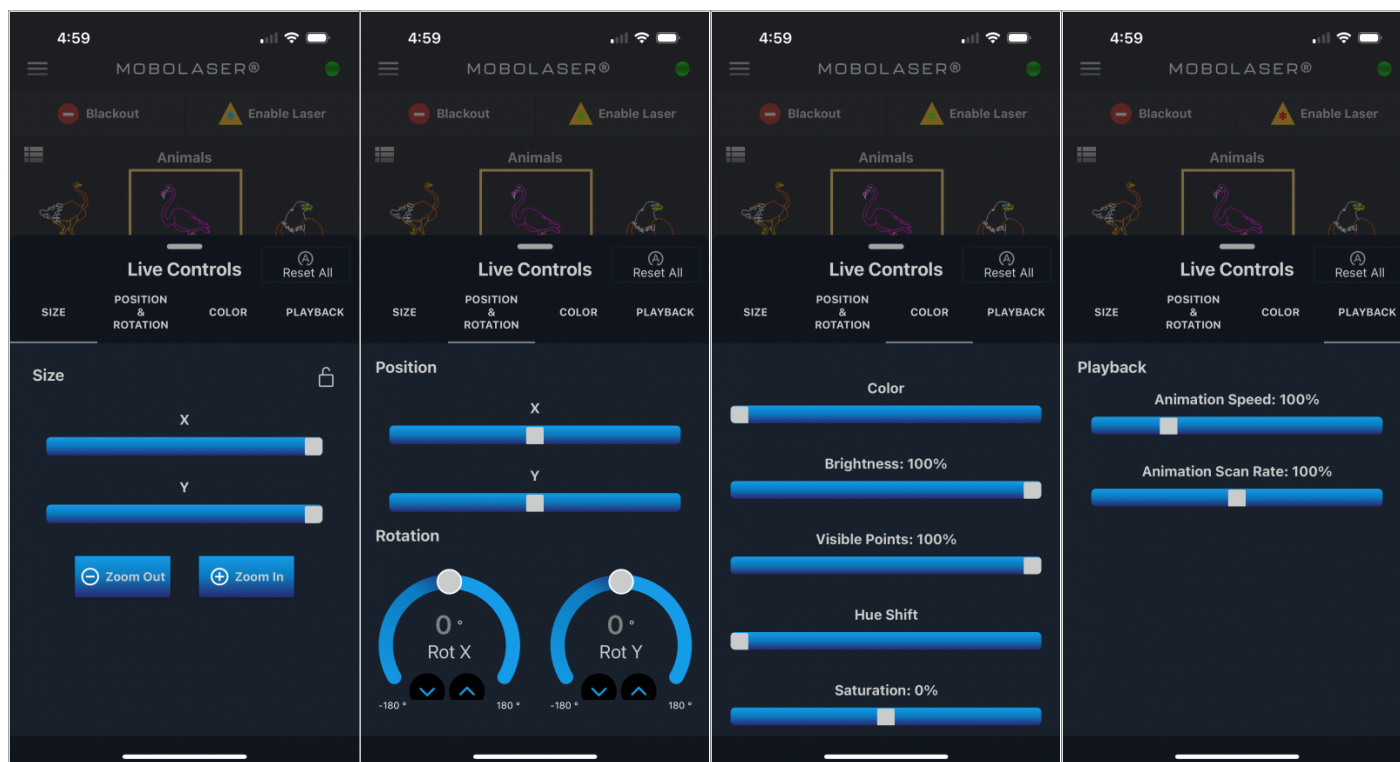 4:59
MOBOLASER®
Blackout
Enable Laser
Animals
Live Controls
Reset All
SIZE
POSITION
&
ROTATION
COLOR
PLAYBACK
Size
X
Y
Zoom Out
Zoom In
4:59
MOBOLASER®
Blackout
Enable Laser
Animals
Live Controls
Reset All
SIZE
POSITION
&
ROTATION
COLOR
PLAYBACK
Position
X
Y
Rotation
0 °
Rot X
-180 °
180 °
0 °
Rot Y
-180 °
180 °
4:59
MOBOLASER®
Blackout
Enable Laser
Animals
Live Controls
Reset All
SIZE
POSITION
&
ROTATION
COLOR
PLAYBACK
Color
Brightness: 100%
Visible Points: 100%
Hue Shift
Saturation: 0%
4:59
MOBOLASER®
Blackout
Enable Laser
Animals
Live Controls
Reset All
SIZE
POSITION
&
ROTATION
COLOR
PLAYBACK
Playback
Animation Speed: 100%
Animation Scan Rate: 100%